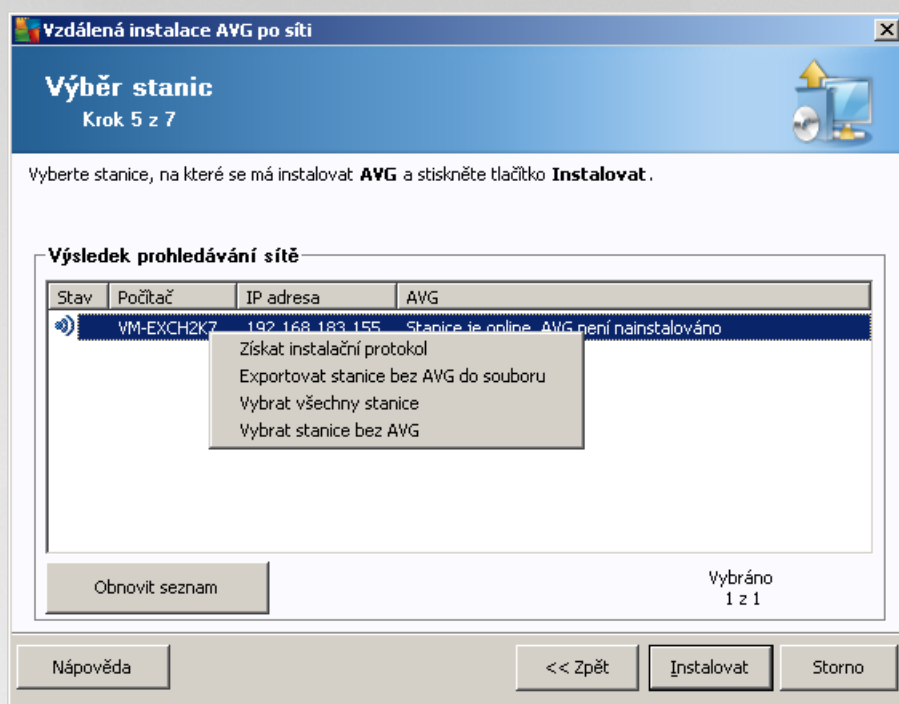 Vzdálená instalace AVG po síti
Výběr stanic
Krok 5 z 7
Vyberte stanice, na které se má instalovat AVG a stiskněte tlačítko Instalovat.
Výsledek prohledávání sítě
Stav Počítač IP adresa AVG
VM-EXCH2K7 192.168.183.155 Stanice je online. AVG není nainstalováno
Získat instalační protokol
Exportovat stanice bez AVG do souboru
Vybrat všechny stanice
Vybrat stanice bez AVG
Obnovit seznam
Vybráno
1 z 1
Nápověda << Zpět Instalovat Storno